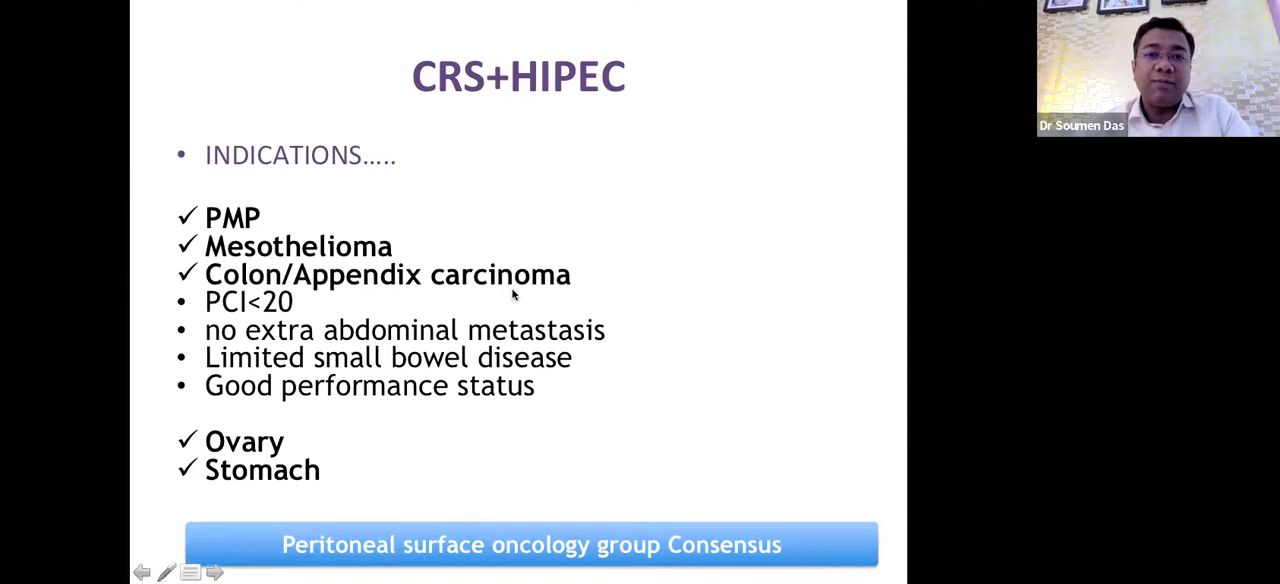 CRS+HIPEC
Dr Soumen Das
• INDICATIONS.....
✓ PMP
✓ Mesothelioma
✓ Colon/Appendix carcinoma
• PCI<20
• no extra abdominal metastasis
• Limited small bowel disease
• Good performance status
✓ Ovary
✓ Stomach
Peritoneal surface oncology group Consensus